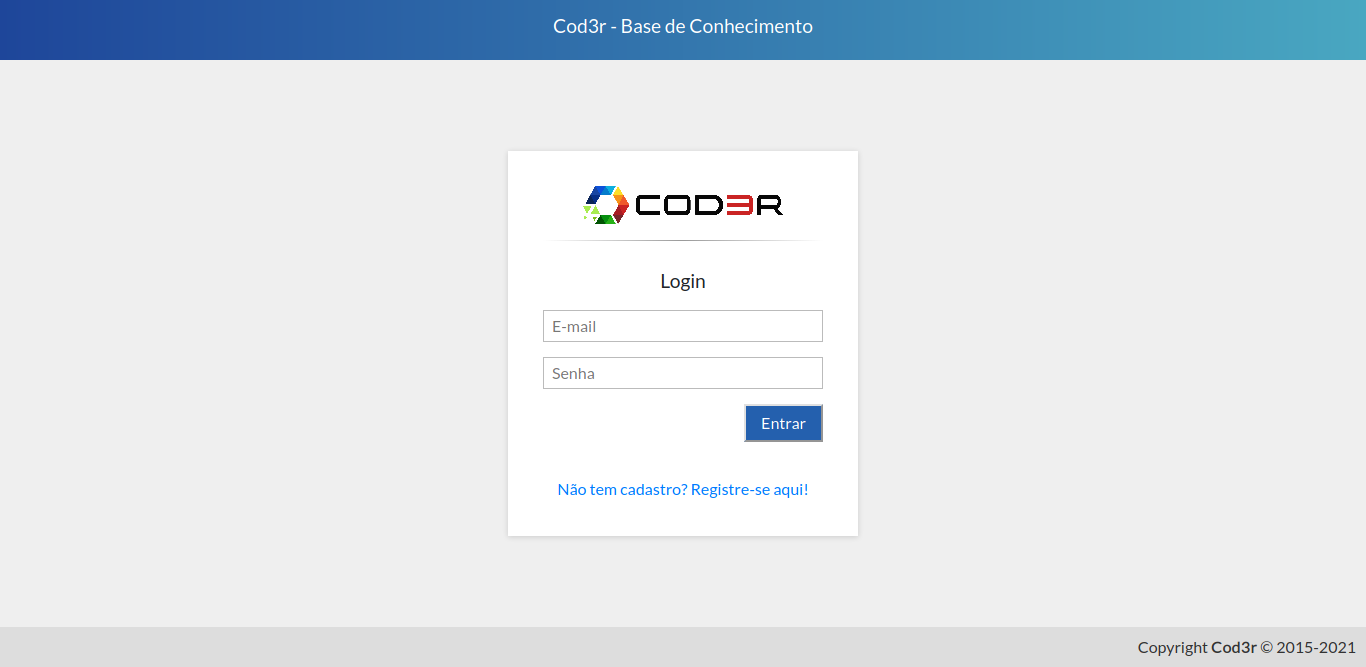 Cod3r - Base de Conhecimento
COD3R
Login
E-mail
Senha
Entrar
Não tem cadastro? Registre-se aqui!
Copyright Cod3r © 2015-2021